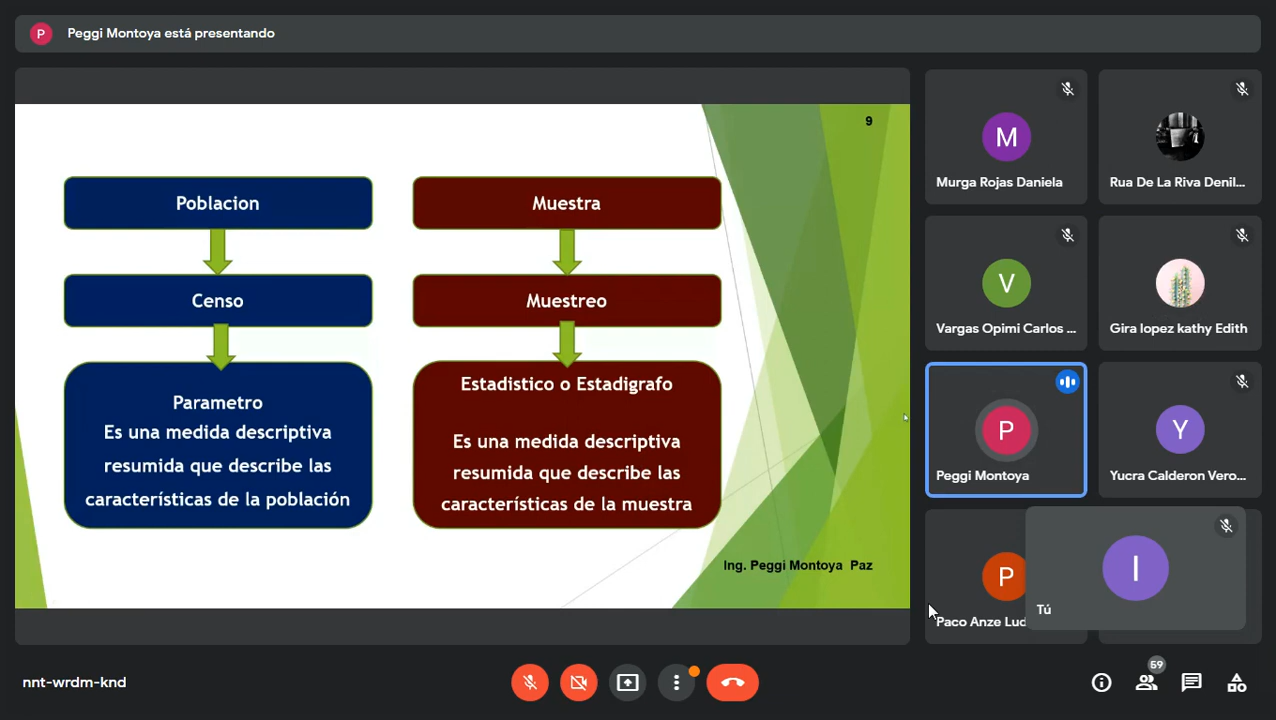 P
Peggi Montoya está presentando
9
Poblacion
Censo
Parametro
Es una medida descriptiva
resumida que describe las
características de la población
Muestra
Muestreo
Estadistico o Estadigrafo
Es una medida descriptiva
resumida que describe las
características de la muestra
Ing. Peggi Montoya Paz
M
Murga Rojas Daniela
Rua De La Riva Denil...
V
Vargas Opimi Carlos ...
Gira lopez kathy Edith
P
Peggi Montoya
Y
Yucra Calderon Vero...
P
Paco Anze Lud
I
Tú
nnt-wrdm-knd
59